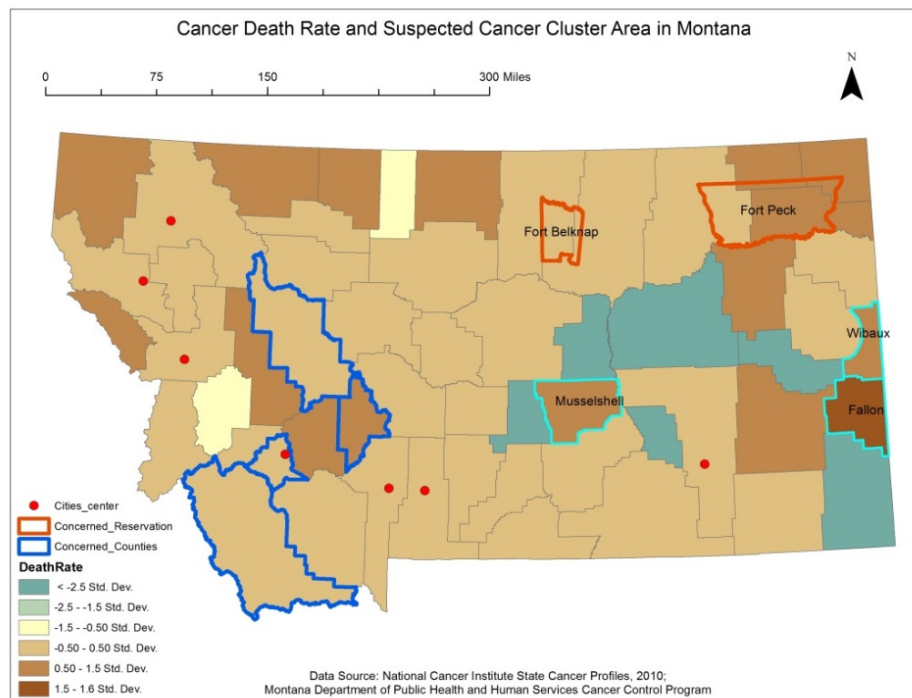 Cancer Death Rate and Suspected Cancer Cluster Area in Montana
0 75 150 300 Miles
N
Fort Peck
Fort Belknap
Wibaux
Musselshell
Fallon
Cities_center
Concerned_Reservation
Concerned_Counties
DeathRate
< -2.5 Std. Dev.
-2.5 - -1.5 Std. Dev.
-1.5 - -0.50 Std. Dev.
-0.50 - 0.50 Std. Dev.
0.50 - 1.5 Std. Dev.
1.5 - 1.6 Std. Dev.
Data Source: National Cancer Institute State Cancer Profiles, 2010;
Montana Department of Public Health and Human Services Cancer Control Program